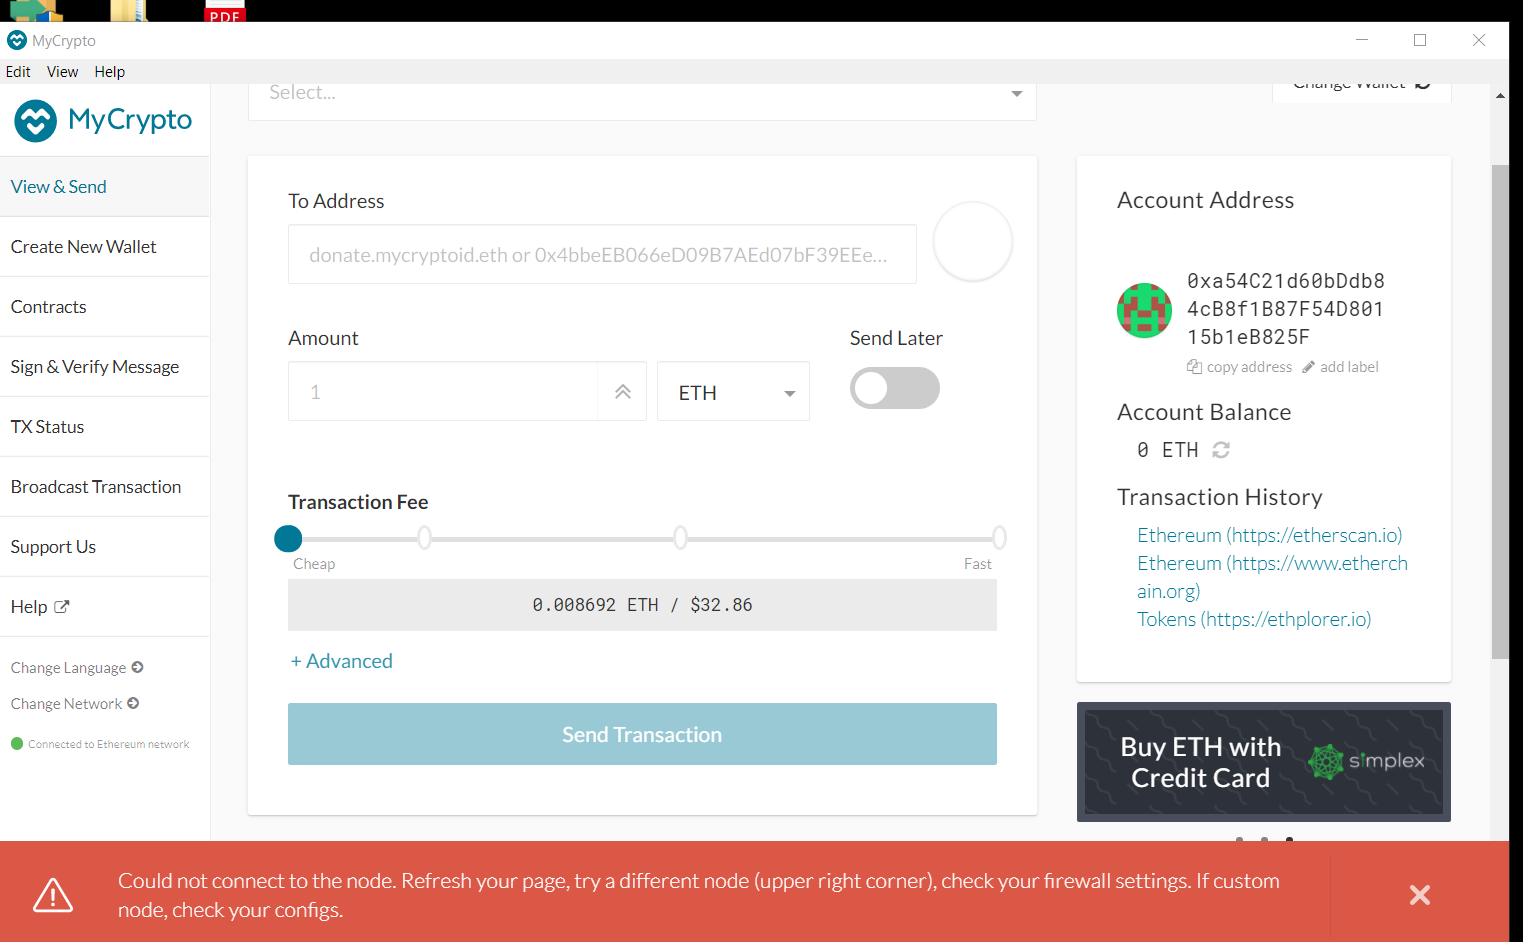 PDF
MyCrypto
Edit View Help
Select...
Change Wallet
MyCrypto
View & Send
Create New Wallet
Contracts
Sign & Verify Message
TX Status
Broadcast Transaction
Support Us
Help
Change Language
Change Network
Connected to Ethereum network
To Address
donate.mycryptoid.eth or 0x4bbeEB066eD09B7AEd07bF39EEe...
Amount
Send Later
1
ETH
Transaction Fee
Cheap
Fast
0.008692 ETH / $32.86
+ Advanced
Send Transaction
Account Address
0xa54C21d60bDdb8
4cB8f1B87F54D801
15b1eB825F
copy address add label
Account Balance
0 ETH
Transaction History
Ethereum (https://etherscan.io)
Ethereum (https://www.etherch
ain.org)
Tokens (https://ethplorer.io)
Buy ETH with
Credit Card
simplex
Could not connect to the node. Refresh your page, try a different node (upper right corner), check your firewall settings. If custom
node, check your configs.